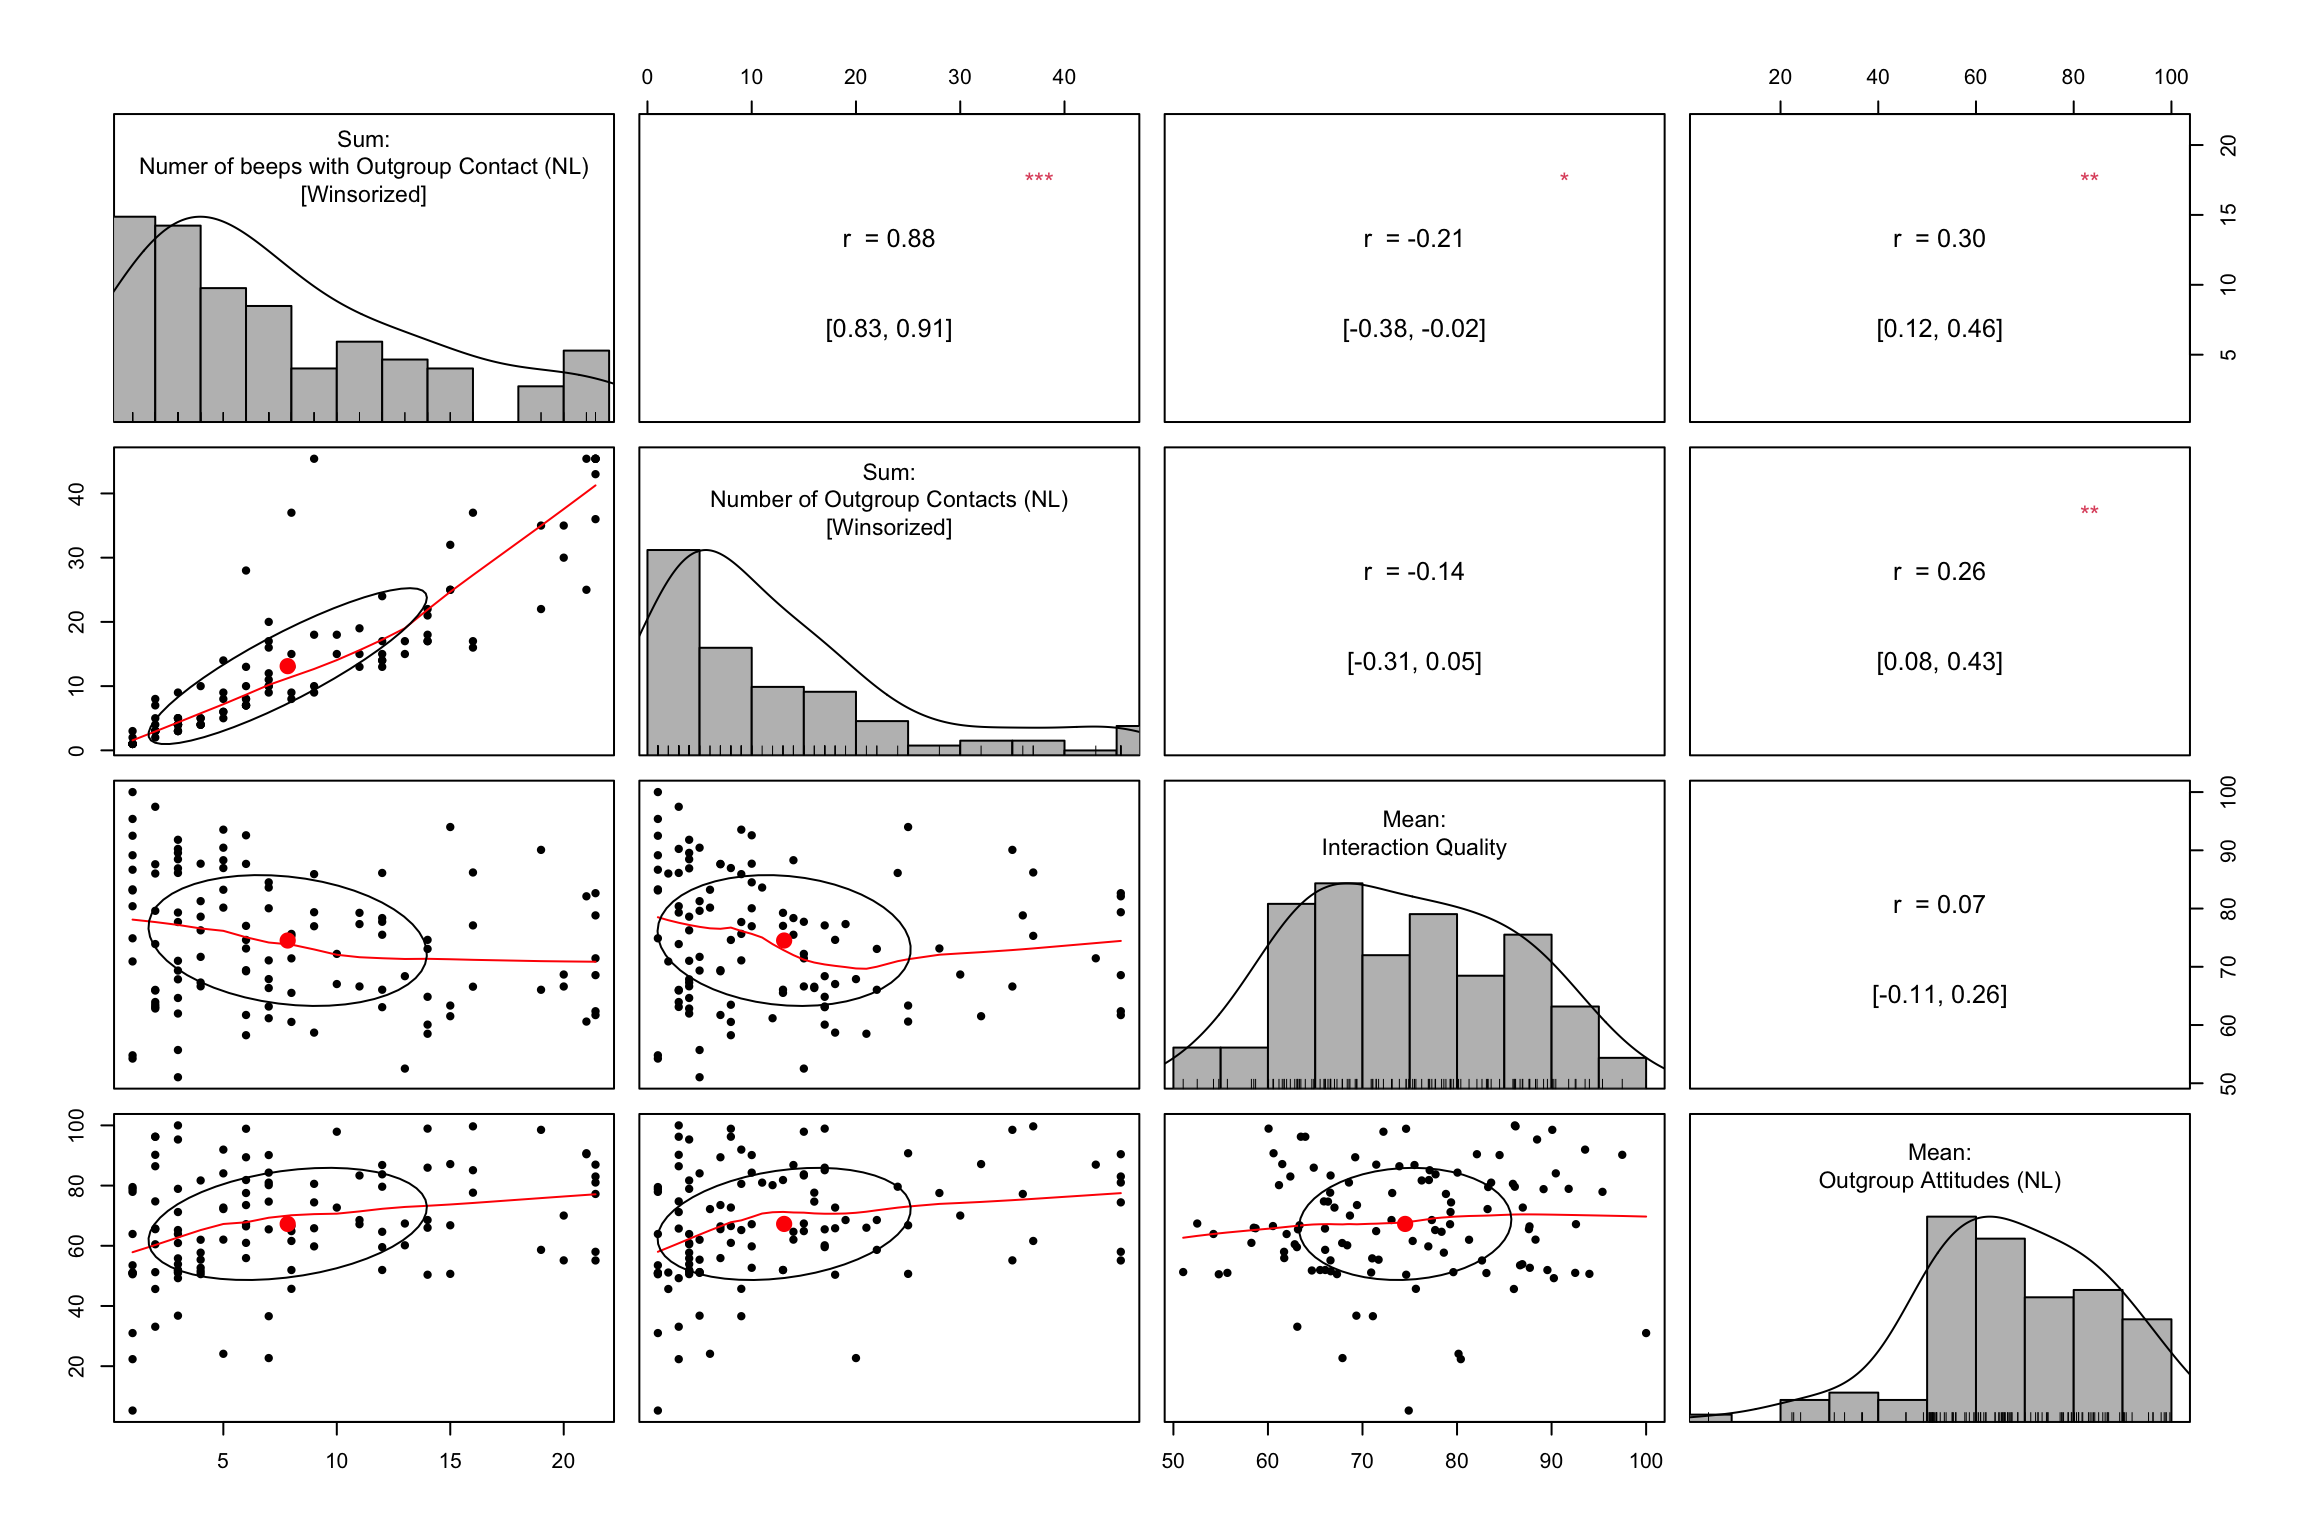 0 10 20 30 40
20 40 60 80 100
Sum:
Numer of beeps with Outgroup Contact (NL)
[Winsorized]
***
r = 0.88
[0.83, 0.91]
*
r = -0.21
[-0.38, -0.02]
**
r = 0.30
[0.12, 0.46]
5 10 15 20
0 10 20 30 40
Sum:
Number of Outgroup Contacts (NL)
[Winsorized]
r = -0.14
[-0.31, 0.05]
**
r = 0.26
[0.08, 0.43]
Mean:
Interaction Quality
r = 0.07
[-0.11, 0.26]
50 60 70 80 90 100
20 40 60 80 100
Mean:
Outgroup Attitudes (NL)
5 10 15 20
50 60 70 80 90 100